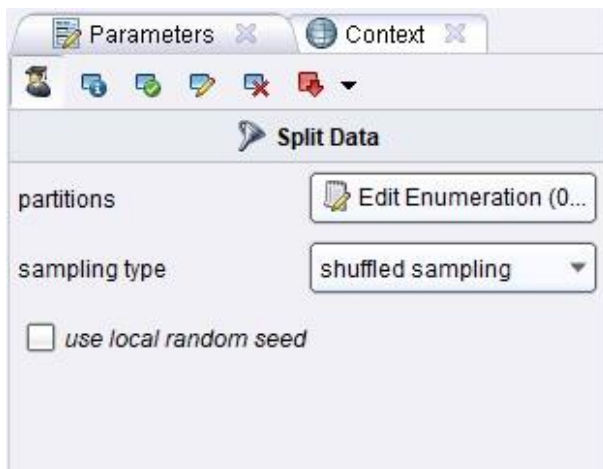 Parameters
Context
Split Data
partitions
Edit Enumeration (0...
sampling type
shuffled sampling
use local random seed